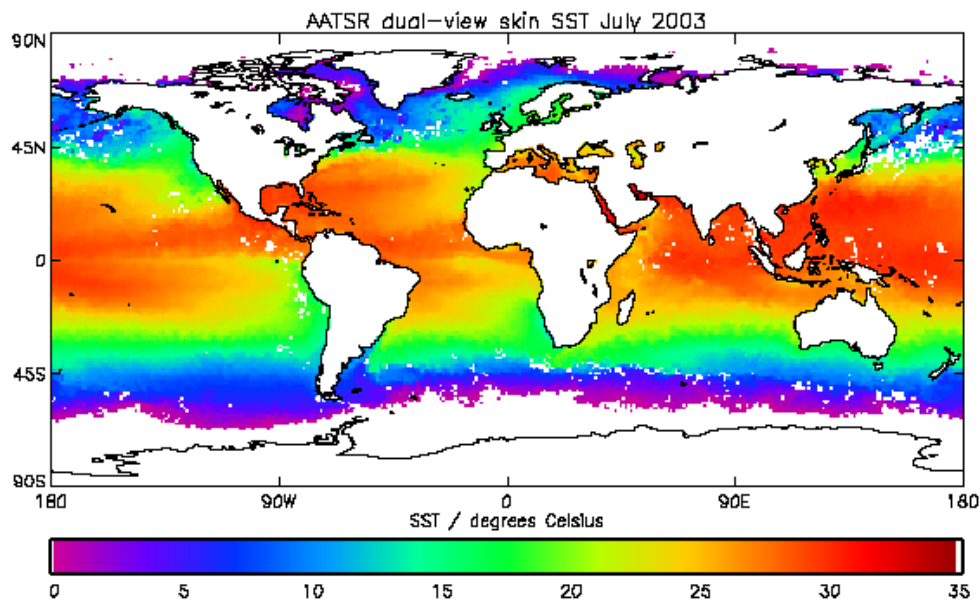 AATSR dual-view skin SST July 2003
90N
45N
0
45S
90S
180 90W 0 90E 180
SST / degrees Celsius
0 5 10 15 20 25 30 35